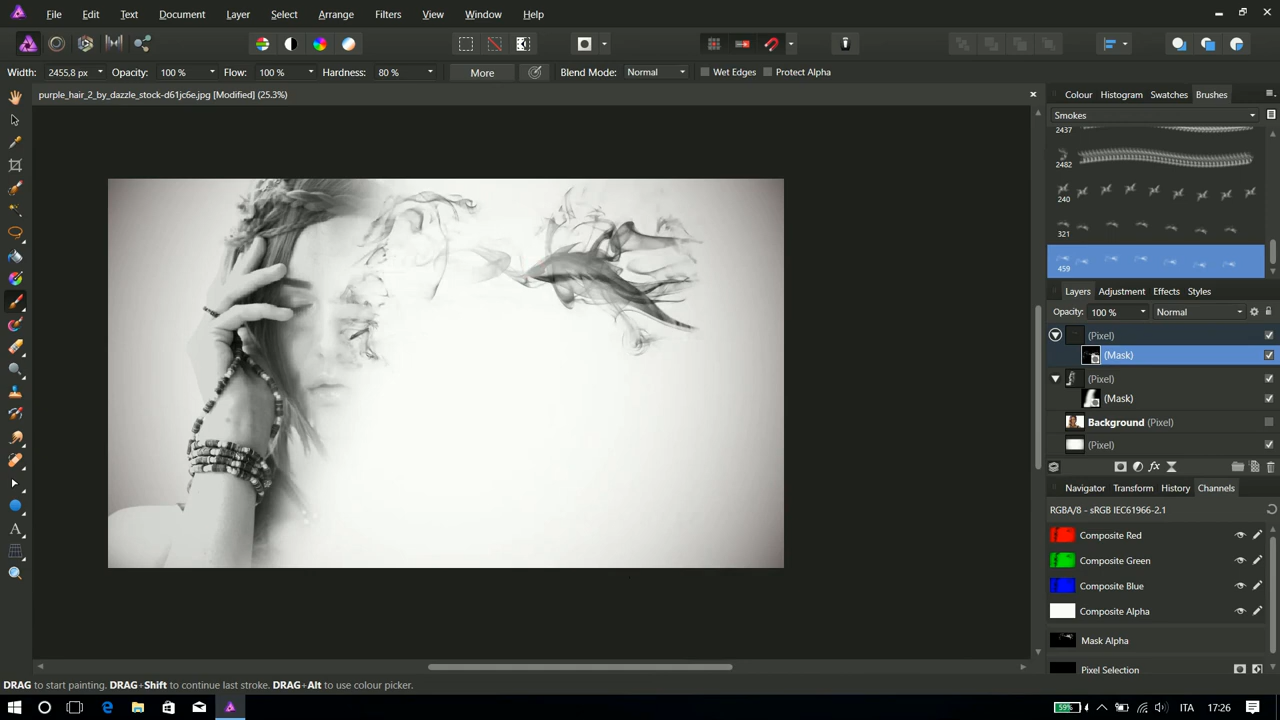 File Edit Text Document Layer Select Arrange Filters View Window Help
Width: 2455,8 px Opacity: 100 % Flow: 100 % Hardness: 80 % More Blend Mode: Normal Wet Edges Protect Alpha
purple_hair_2_by_dazzle_stock-d61jc6e.jpg [Modified] (25.3%)
Colour Histogram Swatches Brushes
Smokes
2437
2482
240
321
459
Layers Adjustment Effects Styles
Opacity: 100 % Normal
(Pixel)
(Mask)
(Pixel)
(Mask)
Background (Pixel)
(Pixel)
Navigator Transform History Channels
RGBA/8 - sRGB IEC61966-2.1
Composite Red
Composite Green
Composite Blue
Composite Alpha
Mask Alpha
Pixel Selection
DRAG to start painting. DRAG+Shift to continue last stroke. DRAG+Alt to use colour picker.
59% ITA 17:26